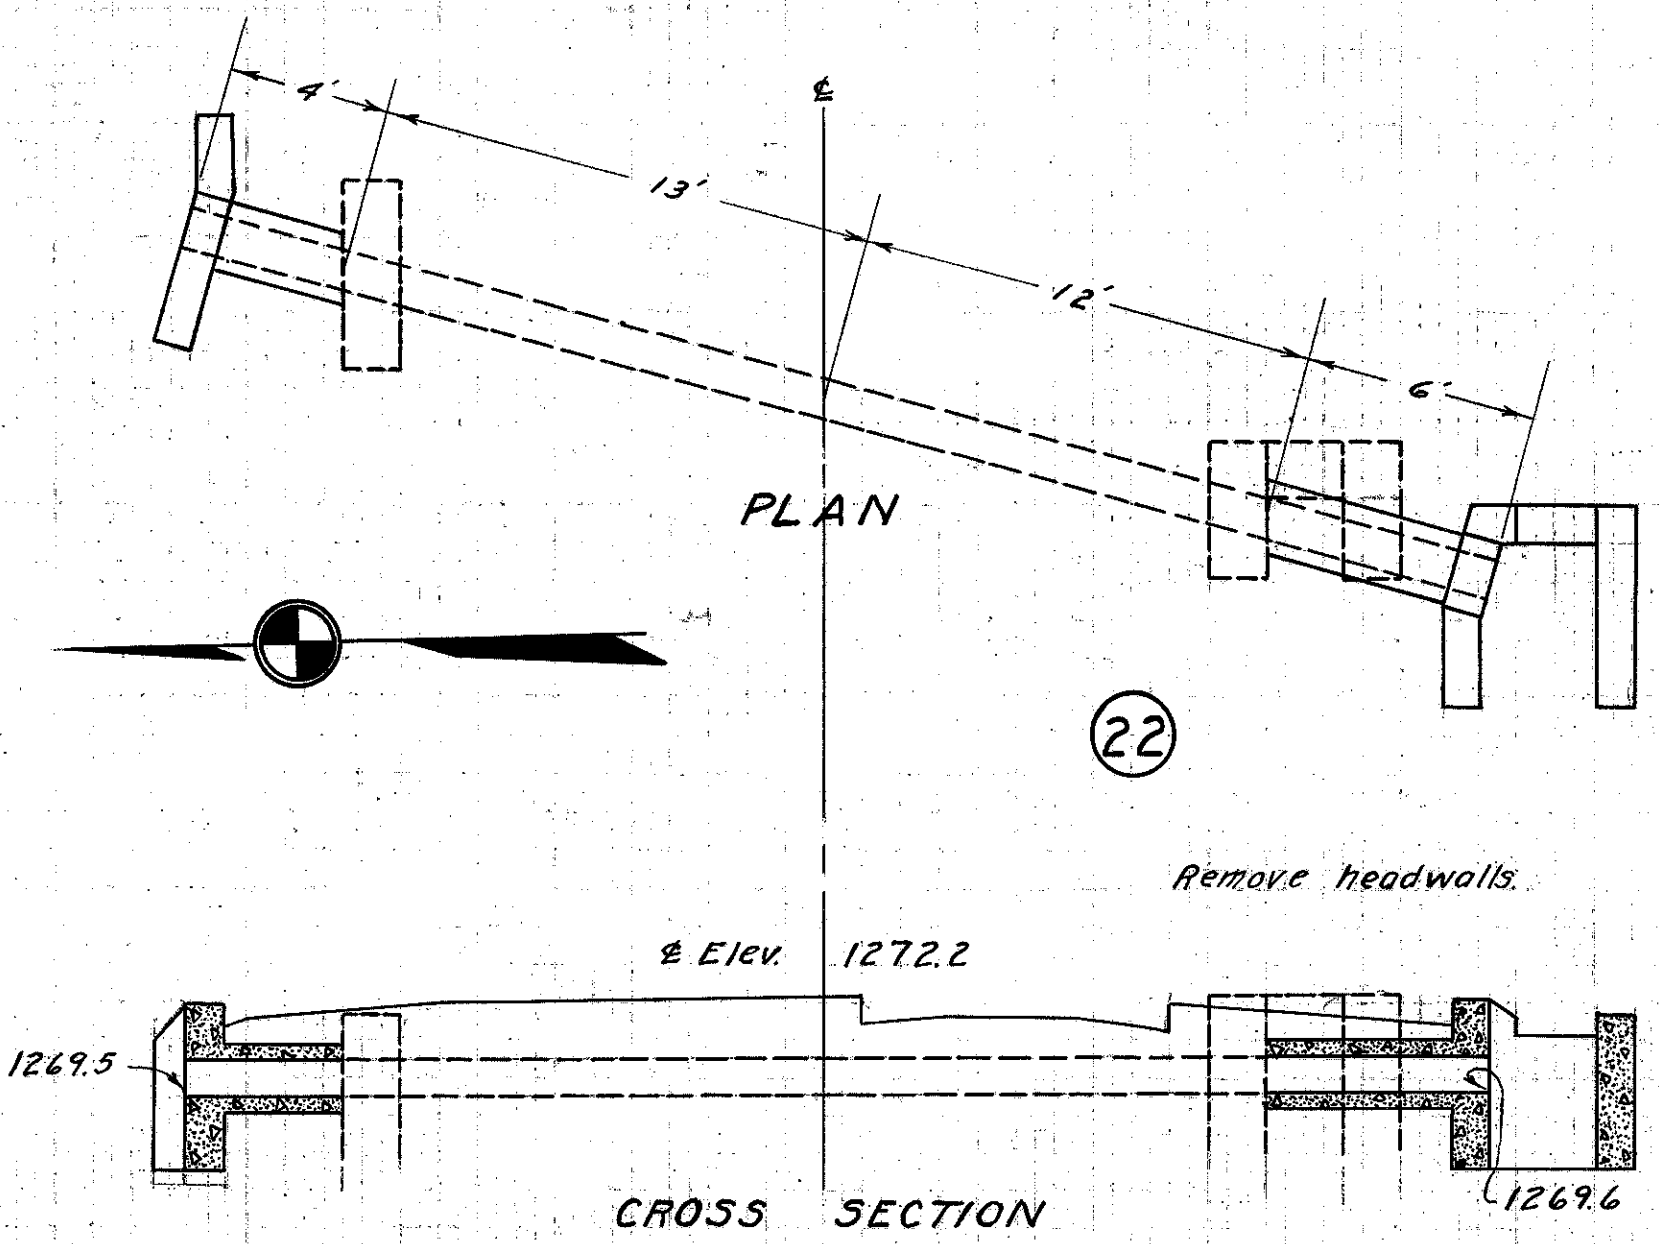 4'
℄
13'
12'
6'
PLAN
22
Remove headwalls.
℄ Elev. 1272.2
1269.5
1269.6
CROSS SECTION